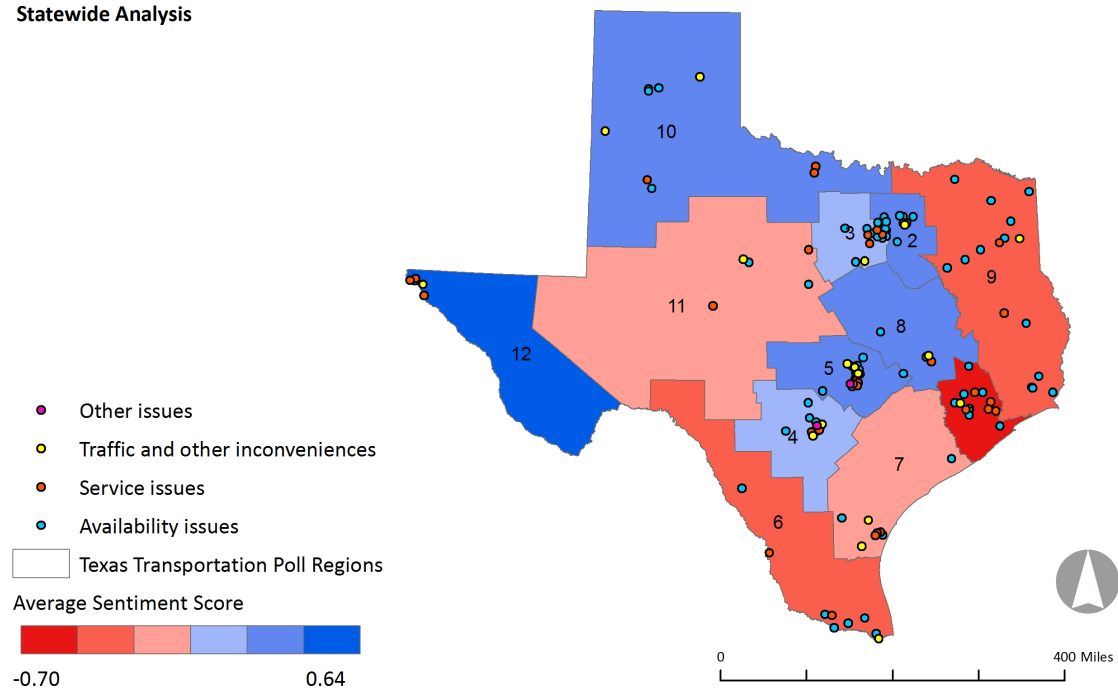 Statewide Analysis
10
3
2
9
11
8
12
5
4
7
6
Other issues
Traffic and other inconveniences
Service issues
Availability issues
Texas Transportation Poll Regions
Average Sentiment Score
-0.70
0.64
0
400 Miles